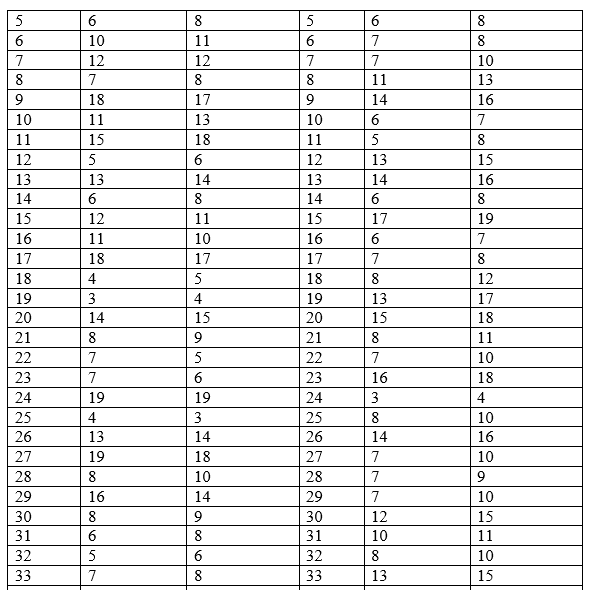 5 6 8 5 6 8
6 10 11 6 7 8
7 12 12 7 7 10
8 7 8 8 11 13
9 18 17 9 14 16
10 11 13 10 6 7
11 15 18 11 5 8
12 5 6 12 13 15
13 13 14 13 14 16
14 6 8 14 6 8
15 12 11 15 17 19
16 11 10 16 6 7
17 18 17 17 7 8
18 4 5 18 8 12
19 3 4 19 13 17
20 14 15 20 15 18
21 8 9 21 8 11
22 7 5 22 7 10
23 7 6 23 16 18
24 19 19 24 3 4
25 4 3 25 8 10
26 13 14 26 14 16
27 19 18 27 7 10
28 8 10 28 7 9
29 16 14 29 7 10
30 8 9 30 12 15
31 6 8 31 10 11
32 5 6 32 8 10
33 7 8 33 13 15